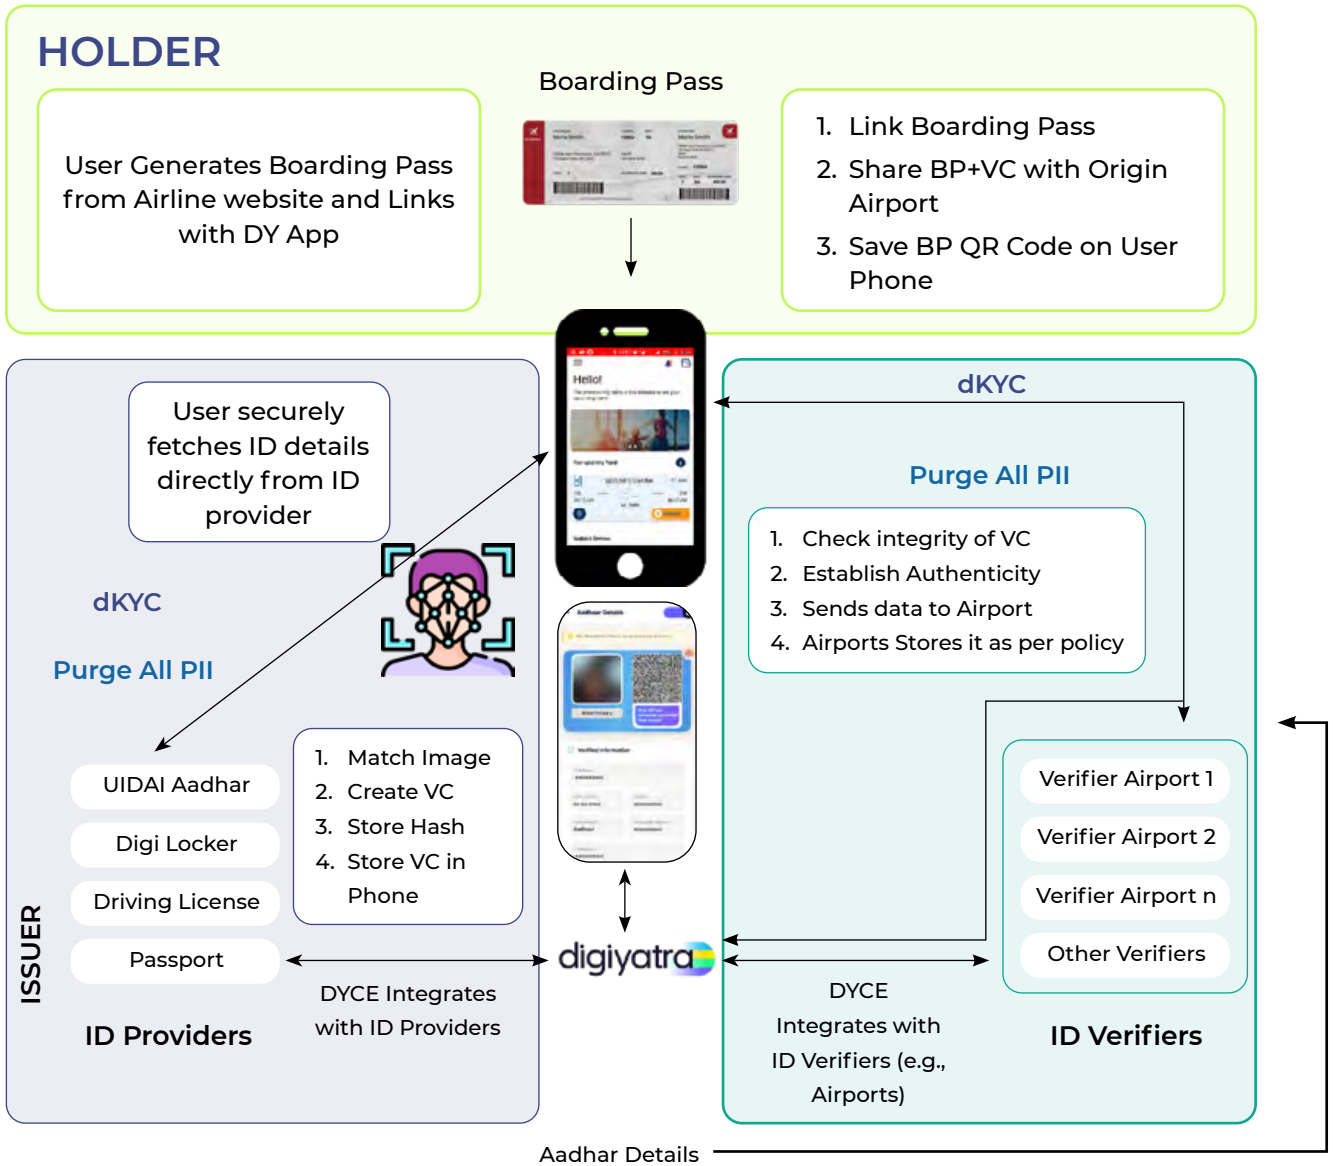 HOLDER
User Generates Boarding Pass
from Airline website and Links
with DY App
Boarding Pass
1. Link Boarding Pass
2. Share BP+VC with Origin
Airport
3. Save BP QR Code on User
Phone
User securely
fetches ID details
directly from ID
provider
dKYC
Purge All PII
1. Match Image
2. Create VC
3. Store Hash
4. Store VC in
Phone
UIDAI Aadhar
Digi Locker
Driving License
Passport
ISSUER
ID Providers
DYCE Integrates
with ID Providers
Hello!
Aadhaar Details
digiyatra
dKYC
Purge All PII
1. Check integrity of VC
2. Establish Authenticity
3. Sends data to Airport
4. Airports Stores it as per policy
Verifier Airport 1
Verifier Airport 2
Verifier Airport n
Other Verifiers
ID Verifiers
DYCE
Integrates with
ID Verifiers (e.g.,
Airports)
Aadhar Details